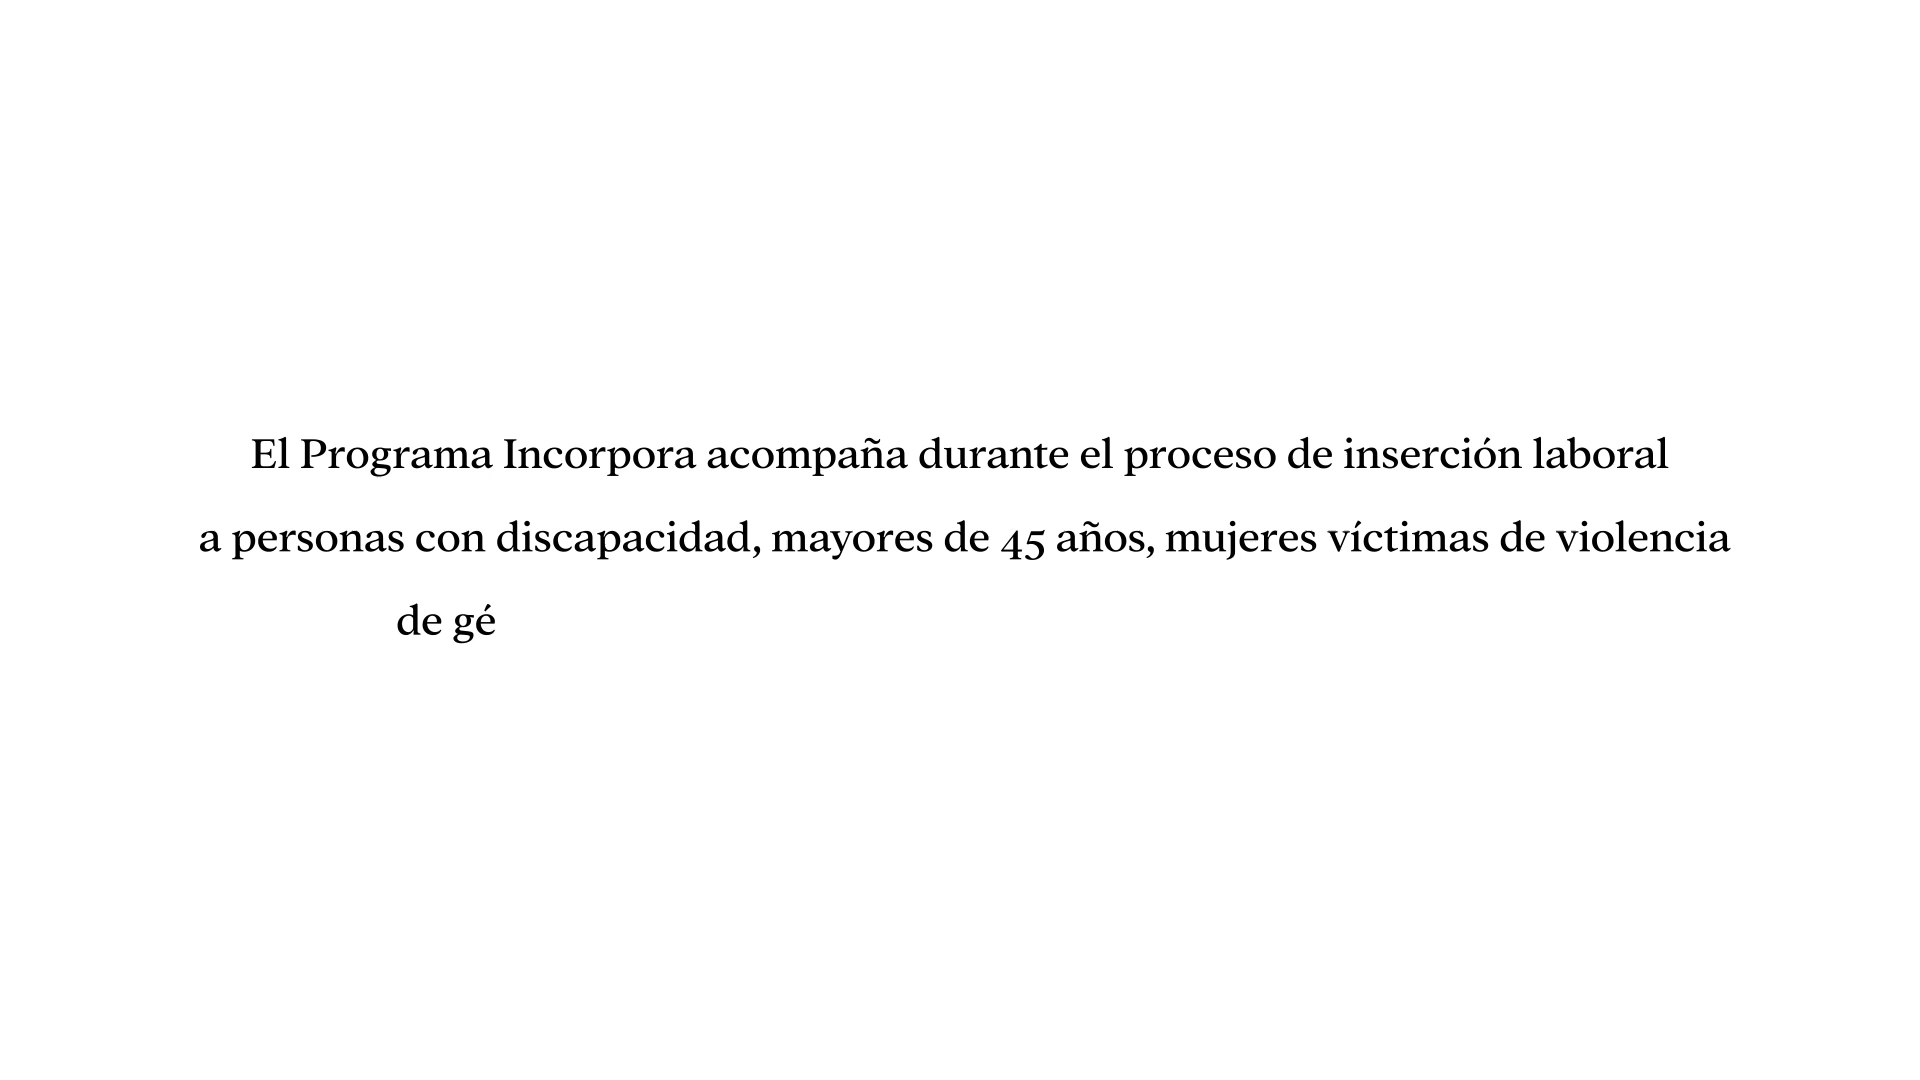 El Programa Incorpora acompaña durante el proceso de inserción laboral
a personas con discapacidad, mayores de 45 años, mujeres víctimas de violencia
de gé